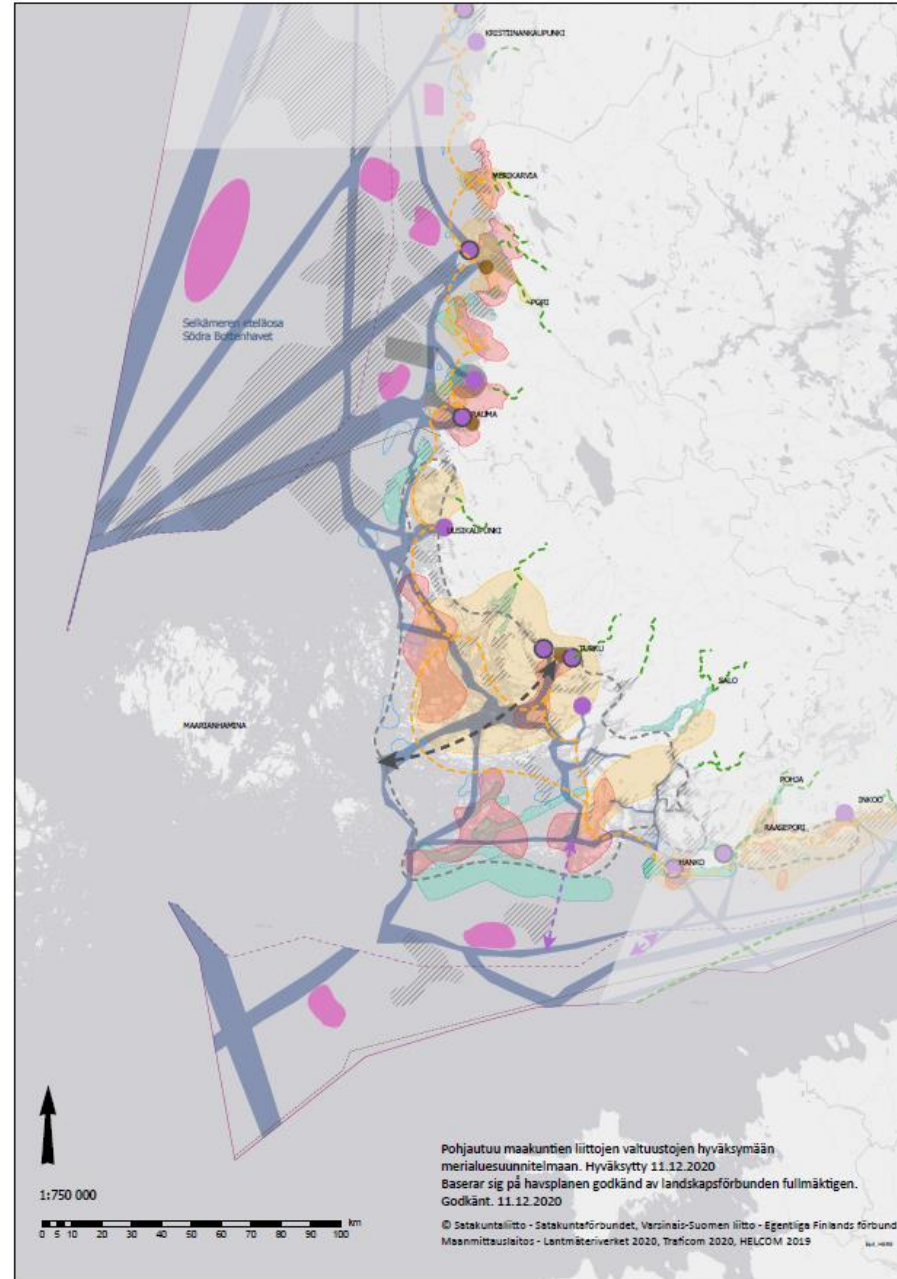 KRISTIINANKAUPUNKI
MERIKARVIA
PORI
Selkämeren eteläosa
Södra Bottenhavet
RAUMA
UUSIKAUPUNKI
TURKU
SALO
MAARIANHAMINA
POHJA
INKOO
RAASEPORI
HANKO
Pohjautuu maakuntien liittojen valtuustojen hyväksymään
merialuesuunnitelmaan. Hyväksytty 11.12.2020
Baserar sig på havsplanen godkänd av landskapsförbunden fullmäktigen.
Godkänt. 11.12.2020
1:750 000
km
0 5 10 20 30 40 50 60 70 80 90 100
© Satakuntaliitto - Satakuntaförbundet, Varsinais-Suomen liitto - Egentliga Finlands förbund
Maanmittauslaitos - Lantmäteriverket 2020, Traficom 2020, HELCOM 2019